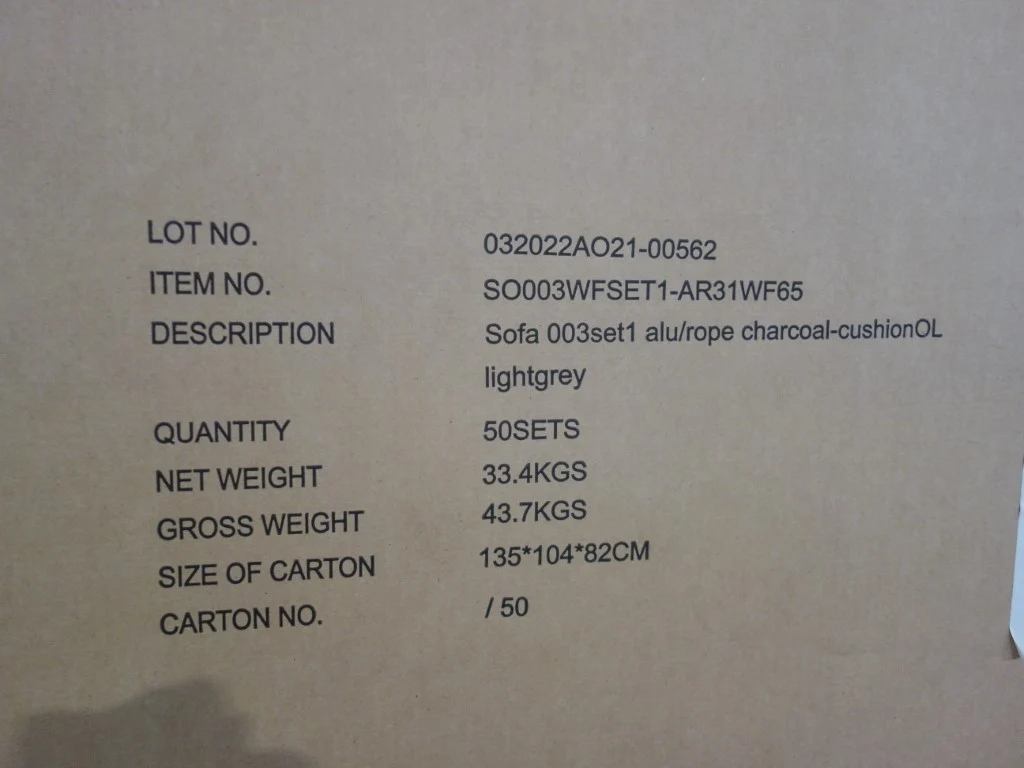 LOT NO. 032022AO21-00562
ITEM NO. SO003WFSET1-AR31WF65
DESCRIPTION Sofa 003set1 alu/rope charcoal-cushionOL
lightgrey
QUANTITY 50SETS
NET WEIGHT 33.4KGS
GROSS WEIGHT 43.7KGS
SIZE OF CARTON 135*104*82CM
CARTON NO. / 50